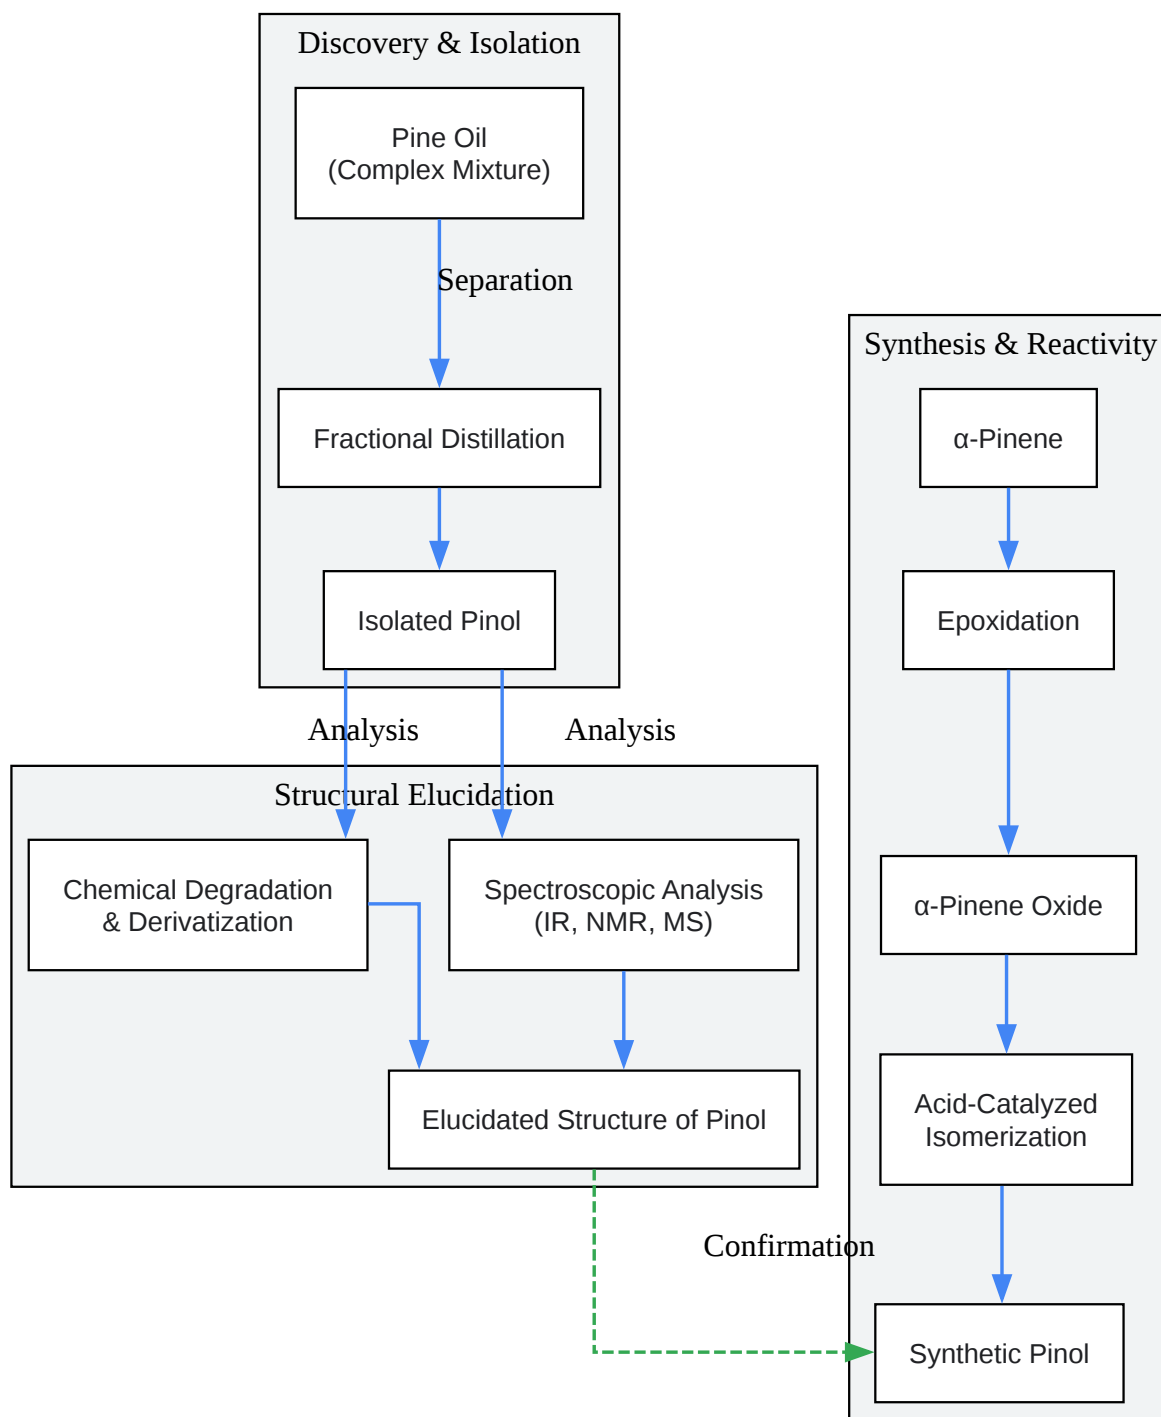 Discovery & Isolation
Pine Oil
(Complex Mixture)
Separation
Fractional Distillation
Isolated Pinol
Analysis
Analysis
Structural Elucidation
Chemical Degradation
& Derivatization
Spectroscopic Analysis
(IR, NMR, MS)
Elucidated Structure of Pinol
Confirmation
Synthesis & Reactivity
α-Pinene
Epoxidation
α-Pinene Oxide
Acid-Catalyzed
Isomerization
Synthetic Pinol